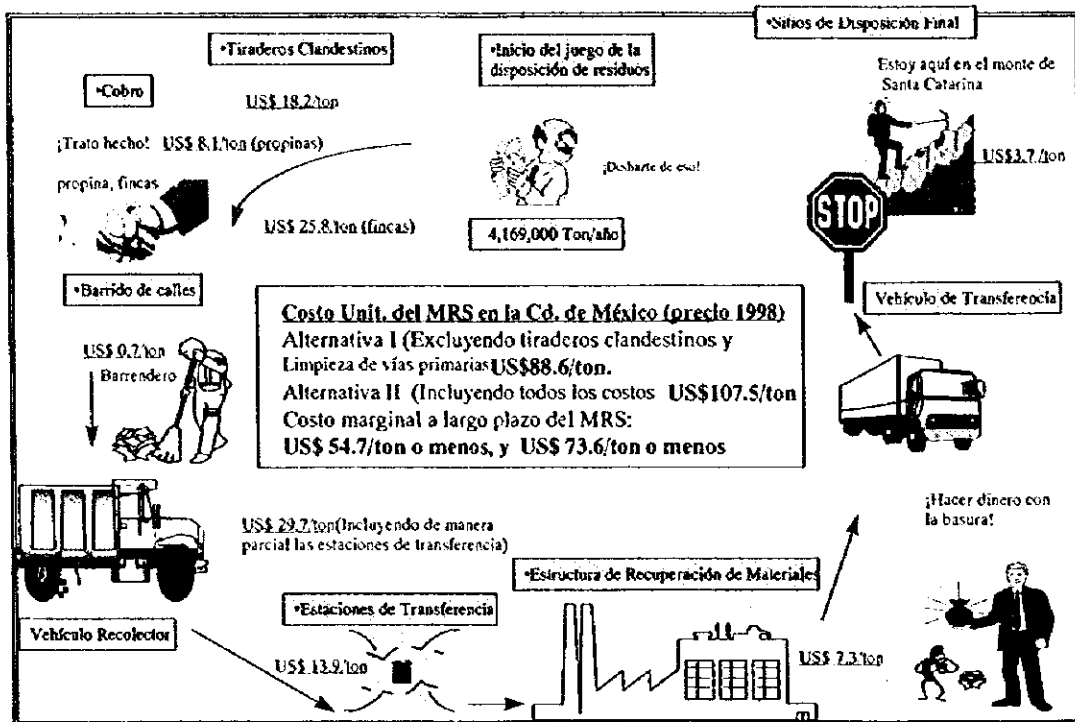 •Sitios de Disposición Final
•Tiraderos Clandestinos
•Inicio del juego de la
disposición de residuos
Estoy aquí en el monte de
Santa Catarina
•Cobro
US$ 18.2/ton
¡Trato hecho! US$ 8.1/ton (propinas)
¡Desharte de eso!
US$3.7/ton
propina, fincas
STOP
US$ 25.8.ton (fincas)
4,169,000 Ton/año
•Barrido de calles
Vehículo de Transferencia
Costo Unit. del MRS en la Cd. de México (precio 1998)
Alternativa I (Excluyendo tiraderos clandestinos y
Limpieza de vías primarias US$88.6/ton.
Alternativa II (Incluyendo todos los costos US$107.5/ton
Costo marginal a largo plazo del MRS:
US$ 54.7/ton o menos, y US$ 73.6/ton o menos
US$ 0.7/ton
Barrendero
¡Hacer dinero con
la basura!
US$ 29.7/ton(Incluyendo de manera
parcial las estaciones de transferencia)
•Estructura de Recuperación de Materiales
•Estaciones de Transferencia
Vehículo Recolector
US$ 13.9/ton
US$ 7.3/ton